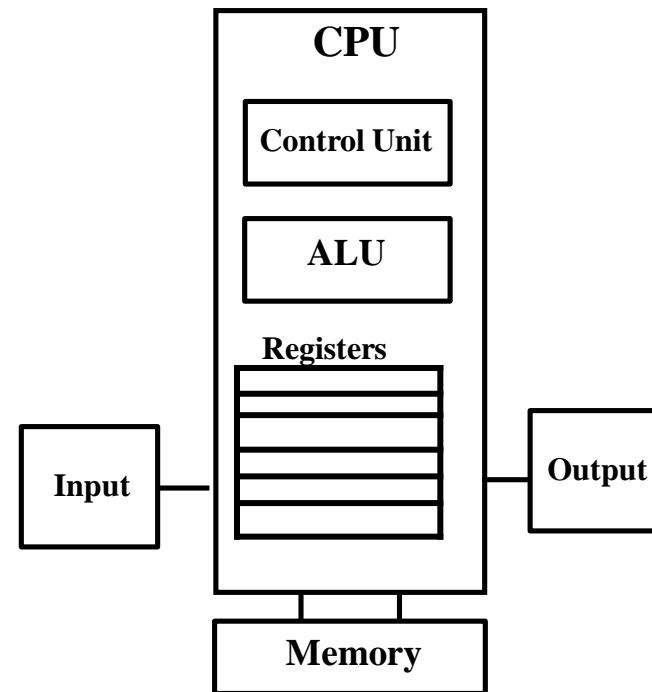 CPU
Control Unit
ALU
Registers
Input
Output
Memory